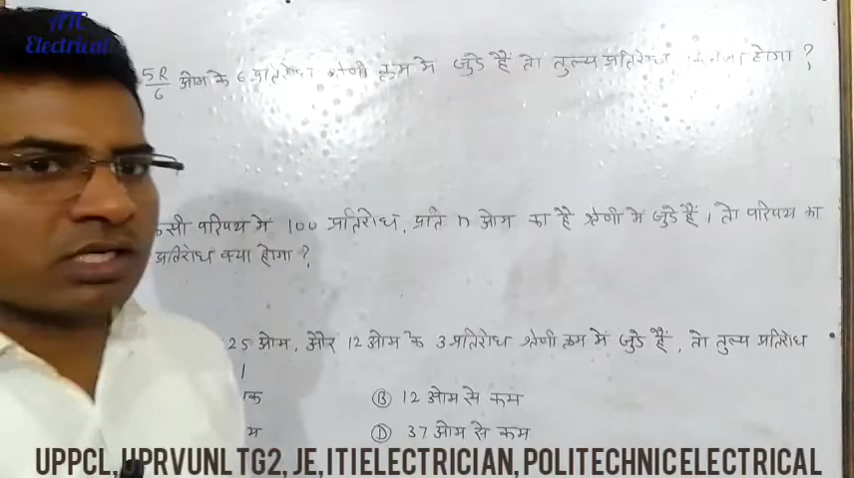 ATC
Electrical
5R/6 ओम के 6 प्रतिरोध श्रेणी क्रम में जुडे हैं तो तुल्य प्रतिरोध होगा ?
सी परिपथ में 100 प्रतिरोध, प्रति n ओम का है श्रेणी में जुडे हैं, तो परिपथ का
प्रतिरोध क्या होगा ?
25 ओम, और 12 ओम के 3 प्रतिरोध श्रेणी क्रम में जुडे हैं, तो तुल्य प्रतिरोध
Ⓑ 12 ओम से कम
Ⓓ 37 ओम से कम
UPPCL, UPRVUNL TG2, JE, ITI ELECTRICIAN, POLITECHNIC ELECTRICAL